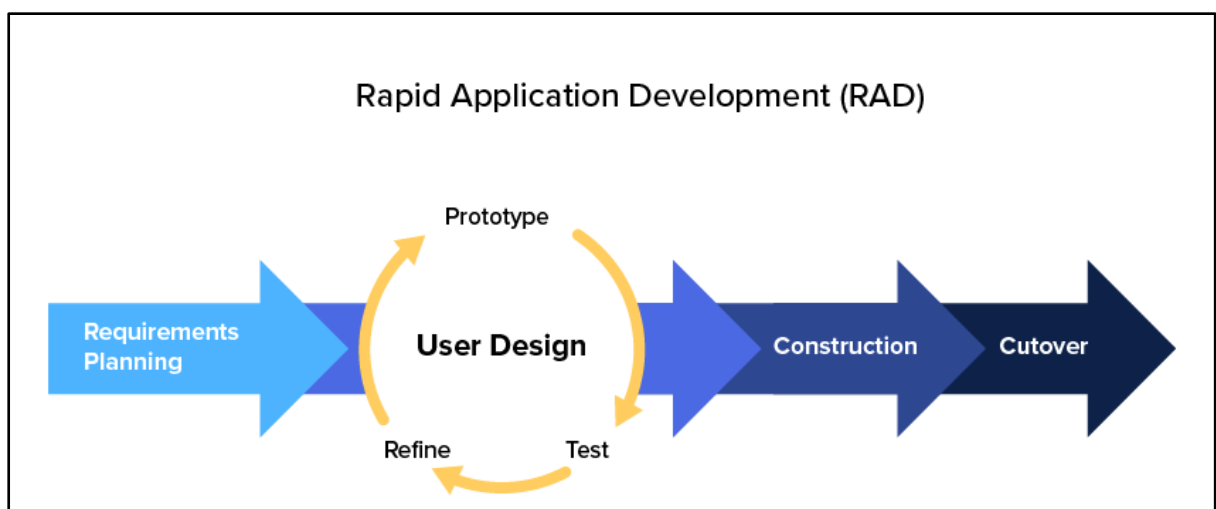 Rapid Application Development (RAD)
Prototype
Requirements
Planning
User Design
Construction
Cutover
Refine
Test